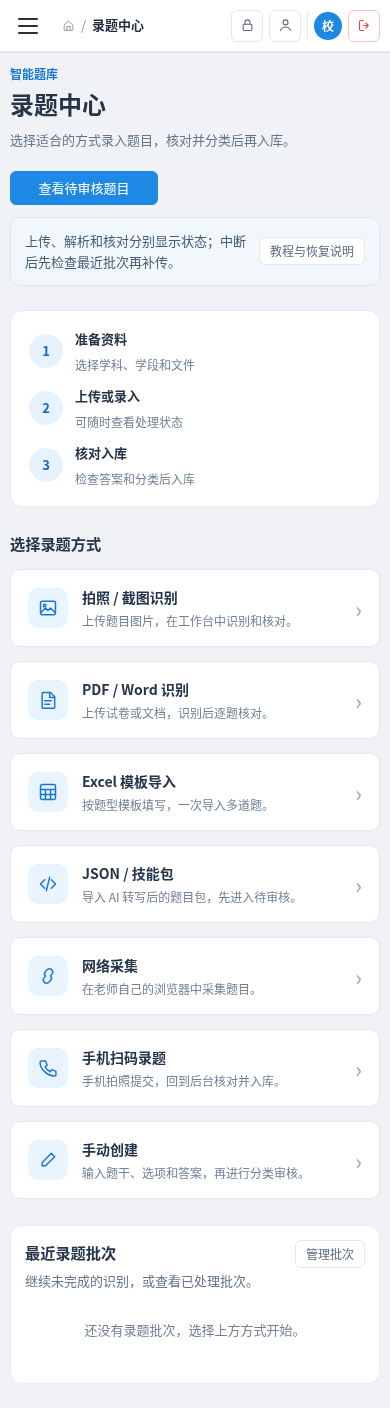 / 录题中心
校
智能题库
录题中心
选择适合的方式录入题目，核对并分类后再入库。
查看待审核题目
上传、解析和核对分别显示状态；中断
后先检查最近批次再补传。
教程与恢复说明
1
准备资料
选择学科、学段和文件
2
上传或录入
可随时查看处理状态
3
核对入库
检查答案和分类后入库
选择录题方式
拍照 / 截图识别
上传题目图片，在工作台中识别和核对。
PDF / Word 识别
上传试卷或文档，识别后逐题核对。
Excel 模板导入
按题型模板填写，一次导入多道题。
JSON / 技能包
导入 AI 转写后的题目包，先进入待审核。
网络采集
在老师自己的浏览器中采集题目。
手机扫码录题
手机拍照提交，回到后台核对并入库。
手动创建
输入题干、选项和答案，再进行分类审核。
最近录题批次
管理批次
继续未完成的识别，或查看已处理批次。
还没有录题批次，选择上方方式开始。